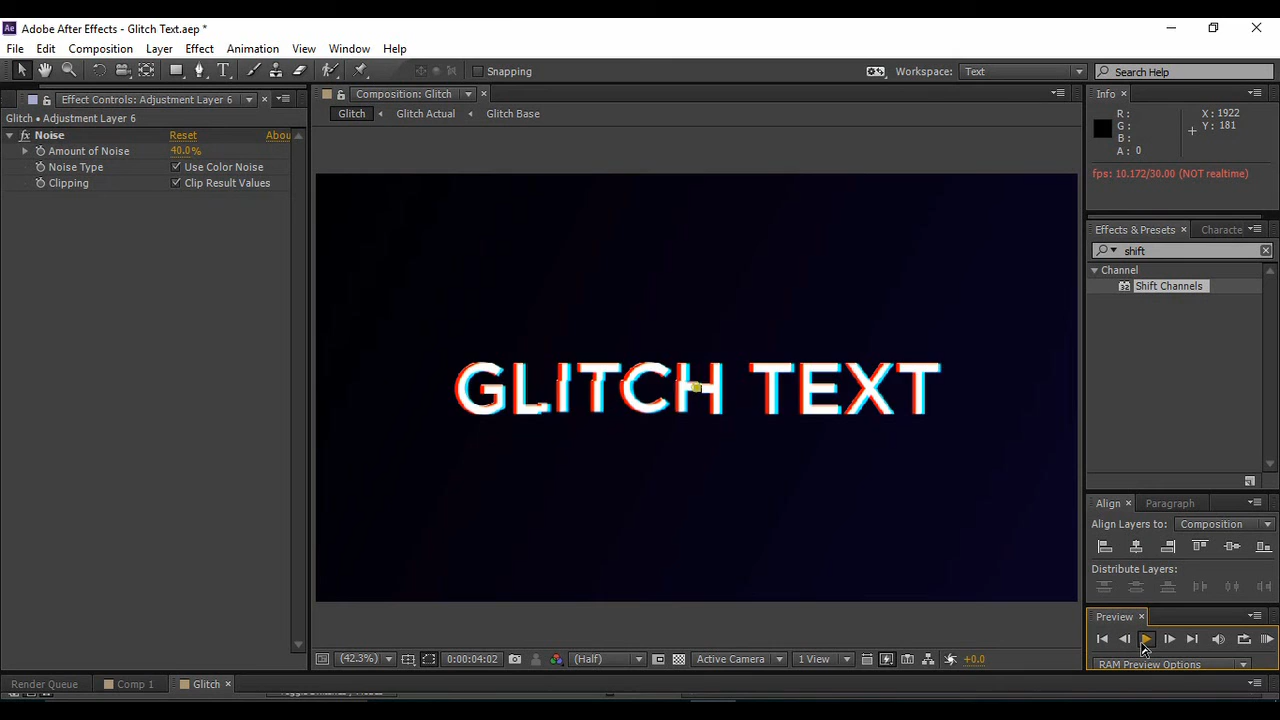 Adobe After Effects - Glitch Text.aep *
File Edit Composition Layer Effect Animation View Window Help
Snapping
Workspace: Text
Search Help
Effect Controls: Adjustment Layer 6
Glitch • Adjustment Layer 6
fx Noise Reset Abou
Amount of Noise 40.0%
Noise Type Use Color Noise
Clipping Clip Result Values
Composition: Glitch
Glitch Glitch Actual Glitch Base
GLITCH TEXT
(42.3%) 0:00:04:02 (Half) Active Camera 1 View +0.0
Info
R: X: 1922
G: Y: 181
B:
A: 0
fps: 10.172/30.00 (NOT realtime)
Effects & Presets Characte
shift
Channel
32 Shift Channels
Align Paragraph
Align Layers to: Composition
Distribute Layers:
Preview
RAM Preview Options
Render Queue Comp 1 Glitch